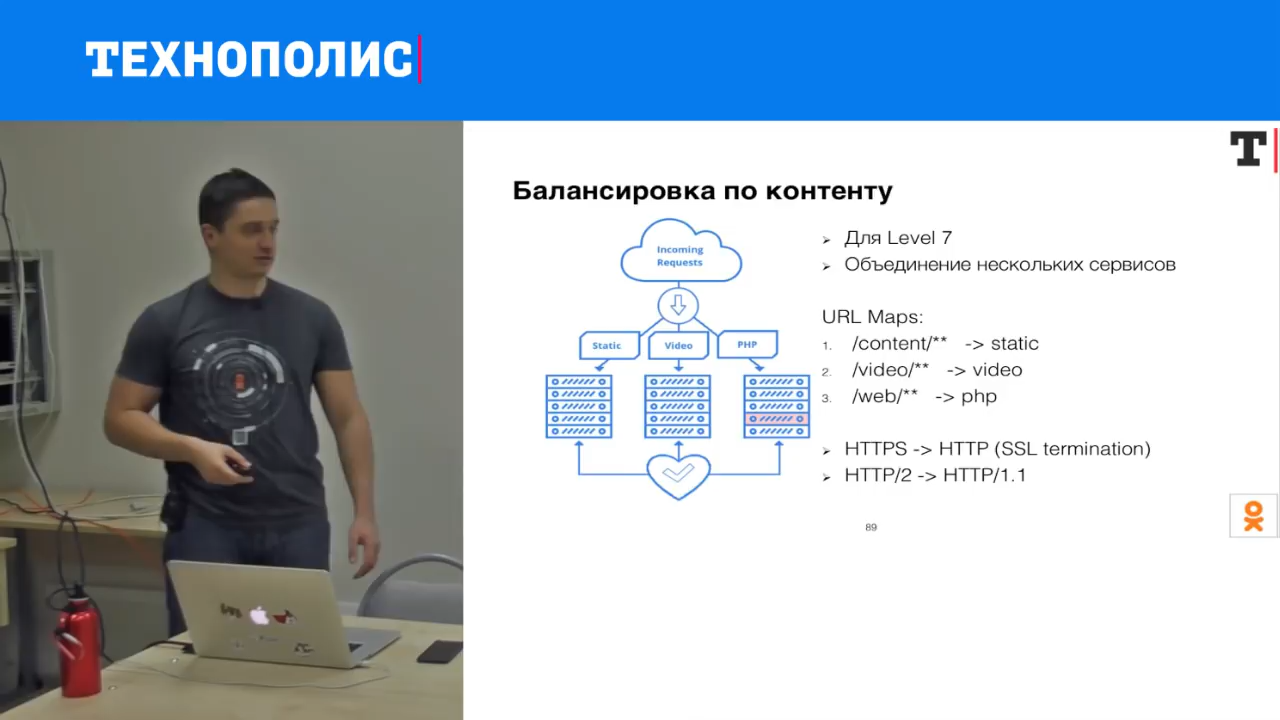 ТЕХНОПОЛИС
T
Балансировка по контенту
Incoming
Requests
Static
Video
PHP
Для Level 7
Объединение нескольких сервисов
URL Maps:
1. /content/** -> static
2. /video/** -> video
3. /web/** -> php
HTTPS -> HTTP (SSL termination)
HTTP/2 -> HTTP/1.1
89